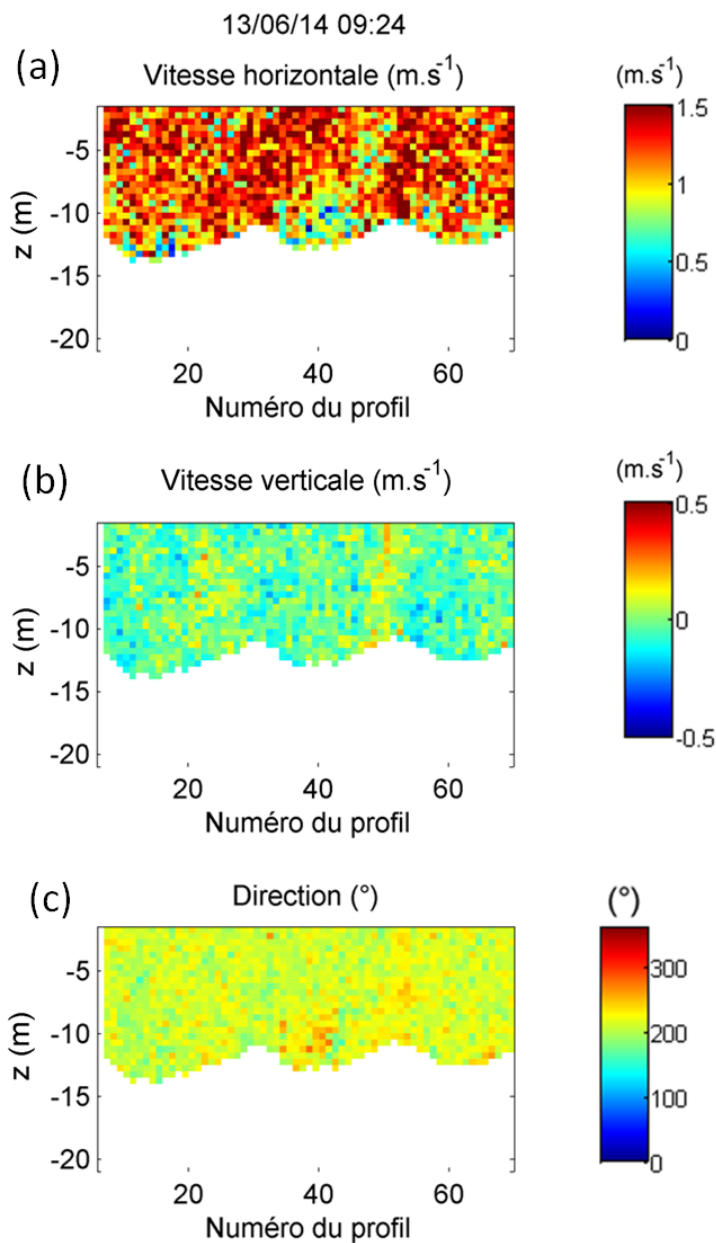 13/06/14 09:24
(a)
Vitesse horizontale (m.s⁻¹)
(m.s⁻¹)
1.5
1
0.5
0
z (m)
-5
-10
-15
-20
20 40 60
Numéro du profil
(b)
Vitesse verticale (m.s⁻¹)
(m.s⁻¹)
0.5
0
-0.5
z (m)
-5
-10
-15
-20
20 40 60
Numéro du profil
(c)
Direction (°)
(°)
300
200
100
0
z (m)
-5
-10
-15
-20
20 40 60
Numéro du profil